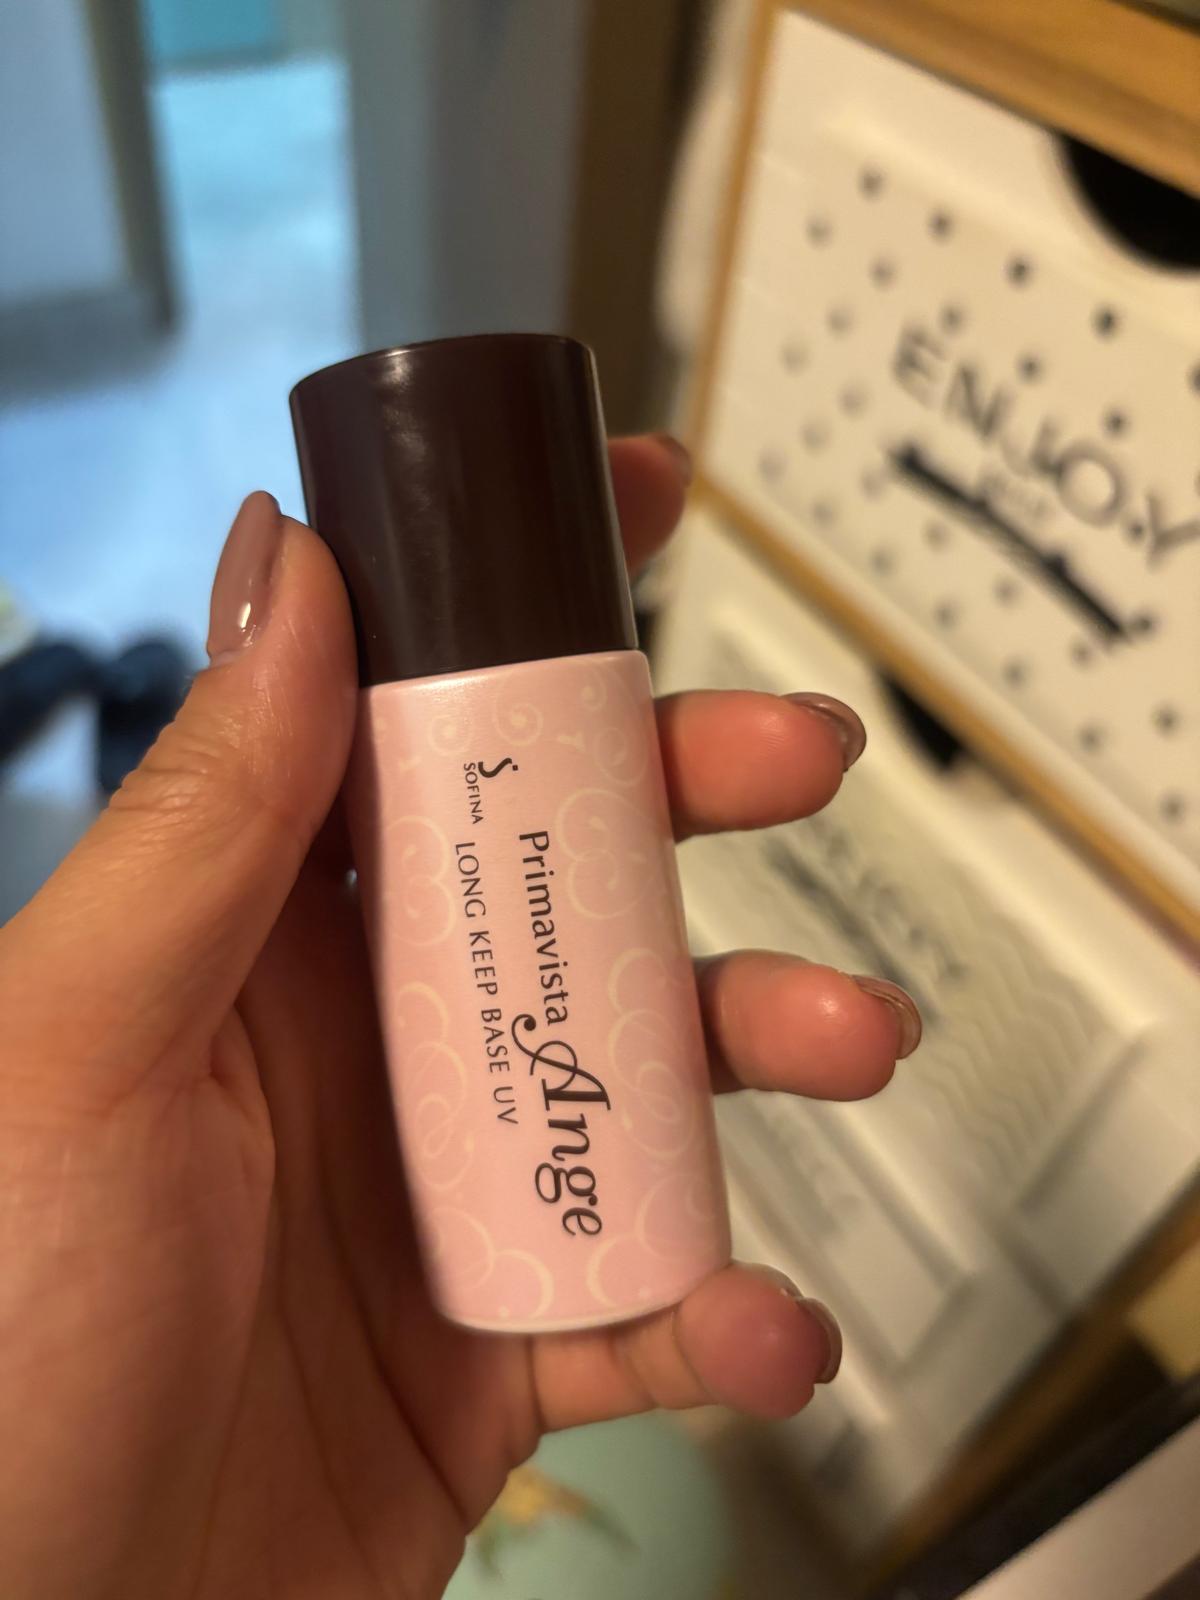 SOFINA
Primavista Ange
LONG KEEP BASE UV
ENJOY